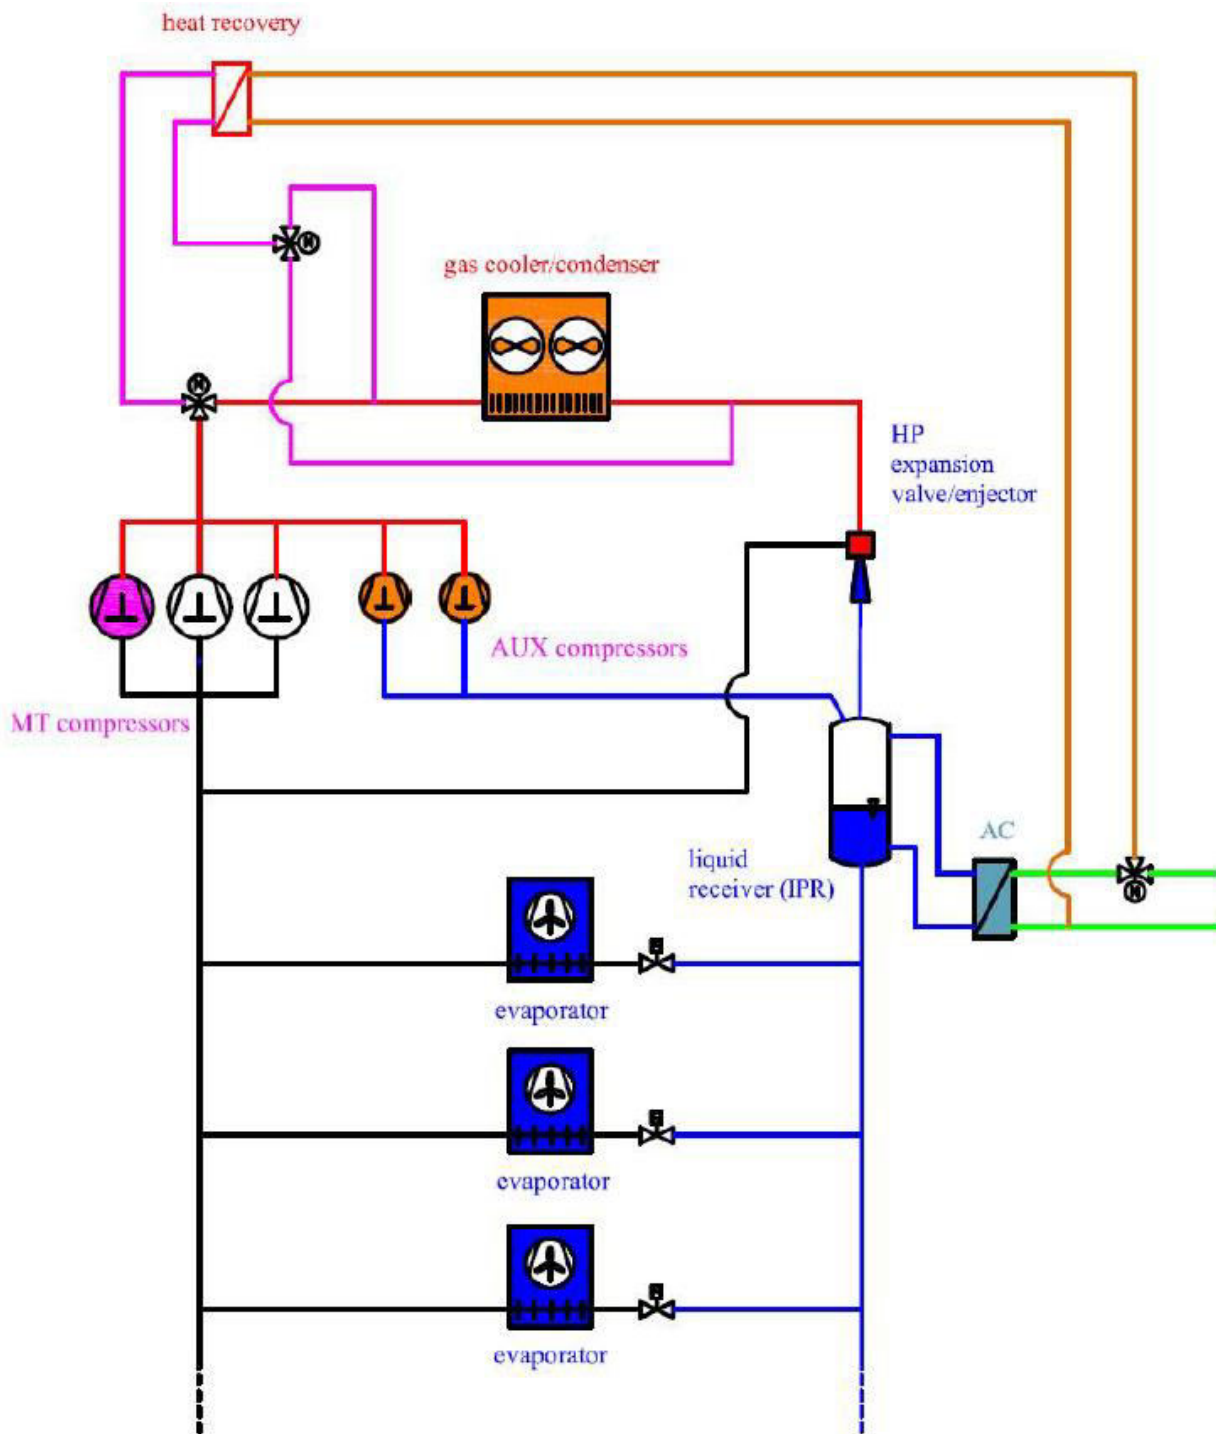 heat recovery
gas cooler/condenser
HP
expansion
valve/enjector
AUX compressors
MT compressors
AC
liquid
receiver (IPR)
evaporator
evaporator
evaporator